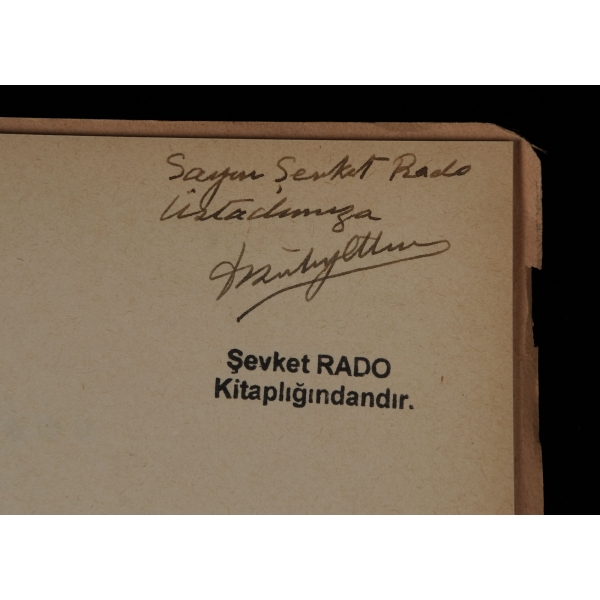 Sayın Şevket Rado
Üstadımıza
Şevket RADO
Kitaplığındandır.